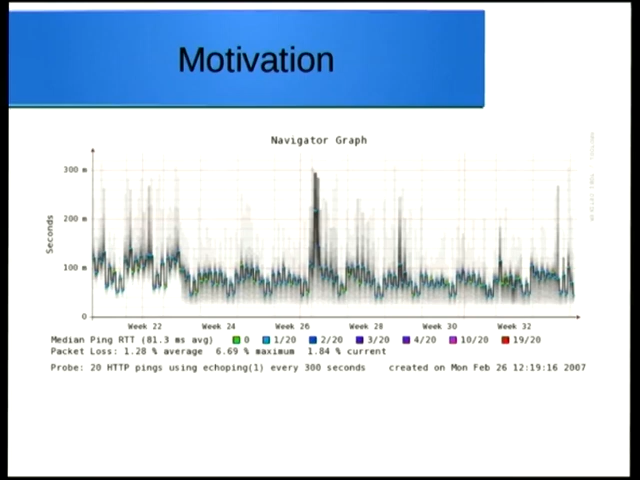 Motivation
Navigator Graph
Seconds
300 m
200 m
100 m
0
Week 22 Week 24 Week 26 Week 28 Week 30 Week 32
Median Ping RTT (81.3 ms avg) 0 1/20 2/20 3/20 4/20 10/20 19/20
Packet Loss: 1.28 % average 6.69 % maximum 1.84 % current
Probe: 20 HTTP pings using echoping(1) every 300 seconds created on Mon Feb 26 12:19:16 2007